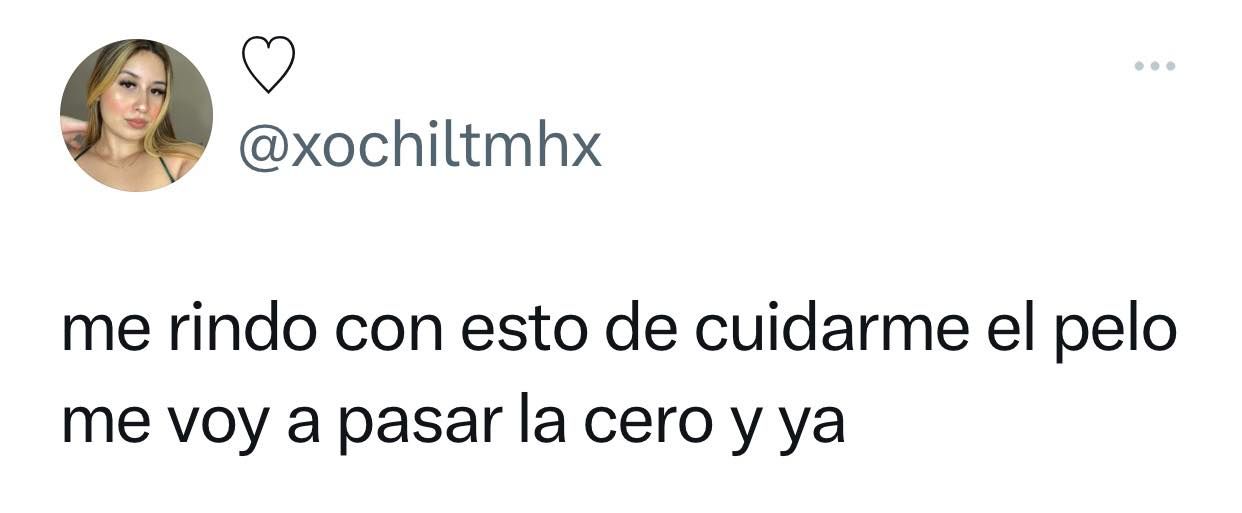 ♡
@xochiltmhx
me rindo con esto de cuidarme el pelo
me voy a pasar la cero y ya